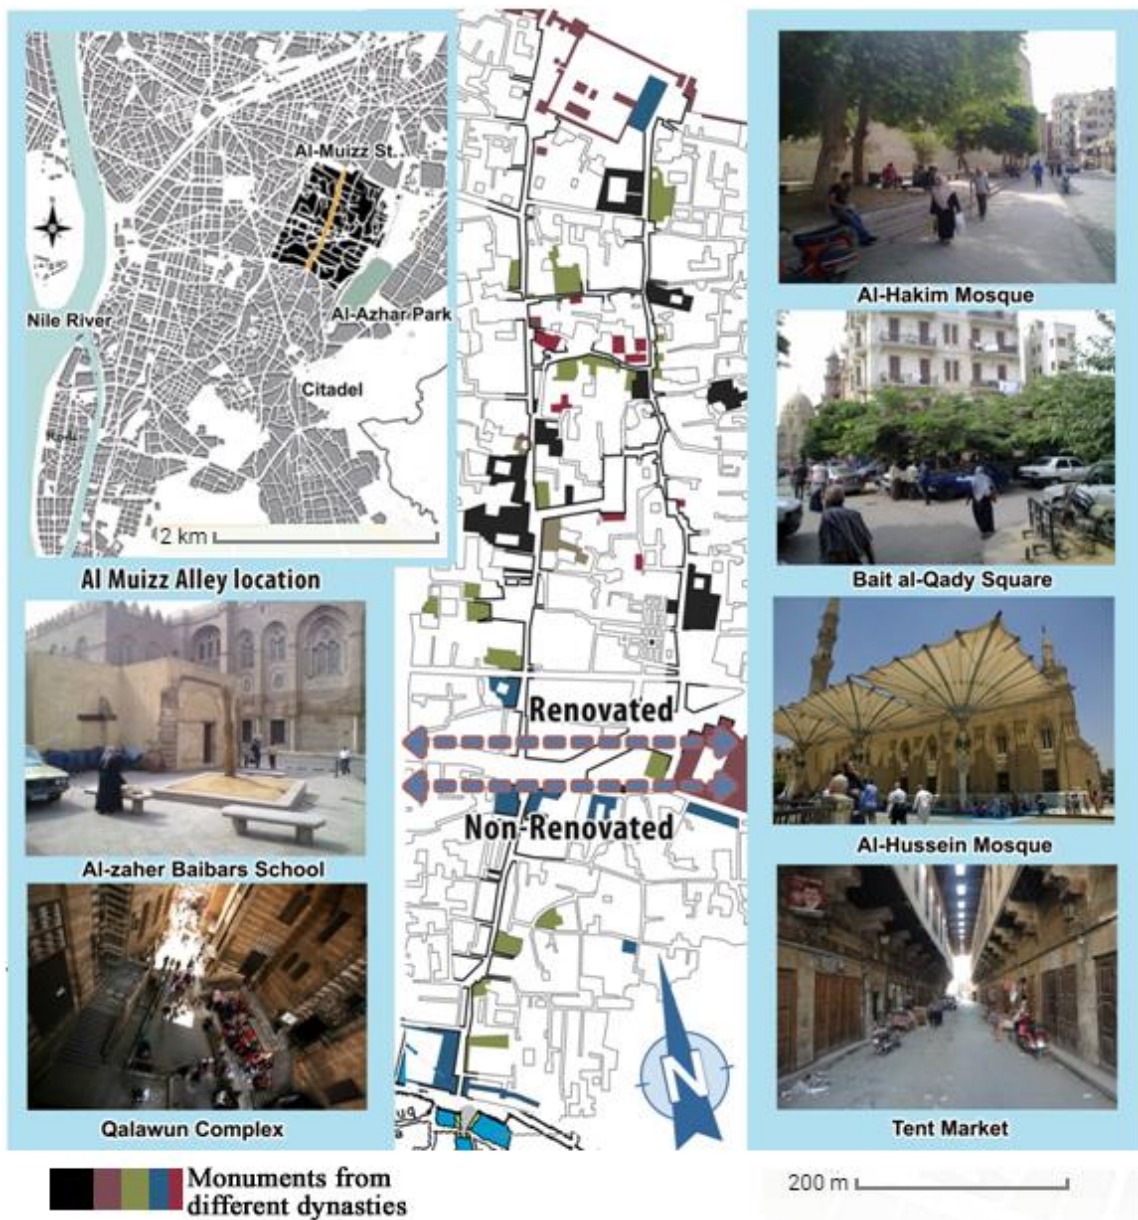 Al-Muizz St.
Nile River
Al-Azhar Park
Citadel
2 km
Al Muizz Alley location
Al-zaher Baibars School
Qalawun Complex
Renovated
Non-Renovated
N
Al-Hakim Mosque
Bait al-Qady Square
Al-Hussein Mosque
Tent Market
Monuments from
different dynasties
200 m